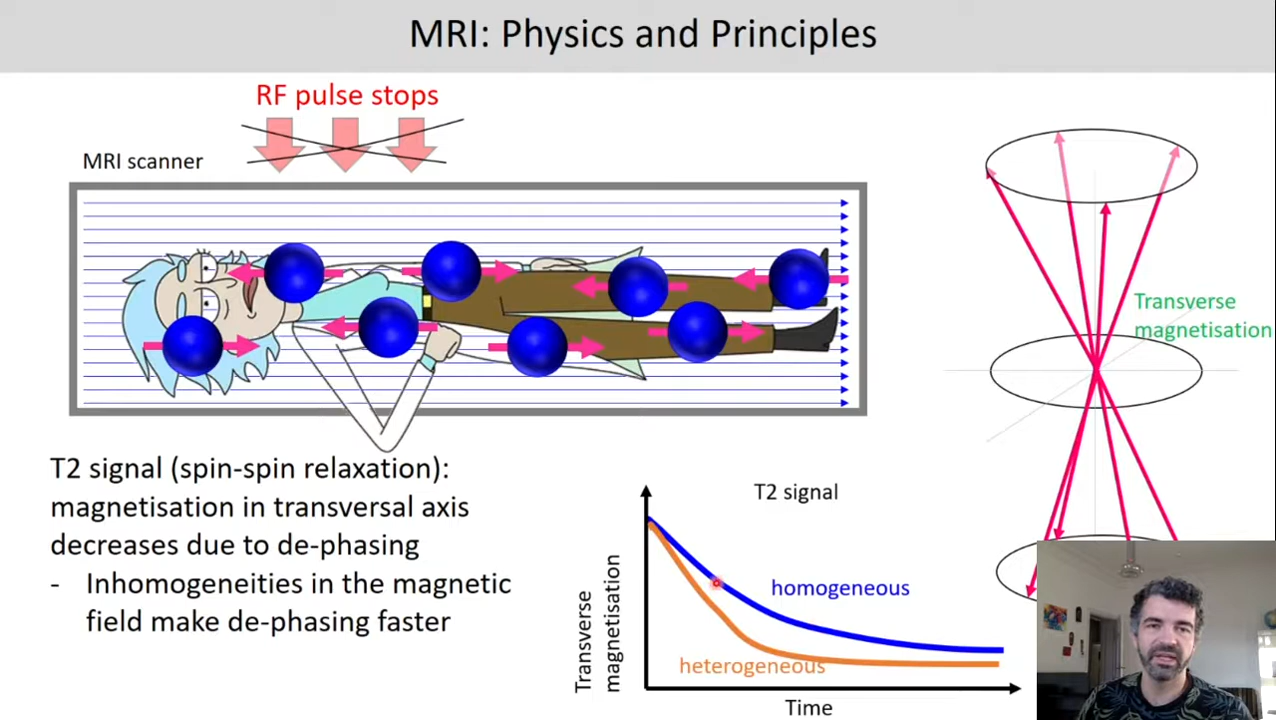 MRI: Physics and Principles
RF pulse stops
MRI scanner
Transverse
magnetisation
T2 signal (spin-spin relaxation):
magnetisation in transversal axis
decreases due to de-phasing
- Inhomogeneities in the magnetic
field make de-phasing faster
T2 signal
Transverse
magnetisation
homogeneous
heterogeneous
Time